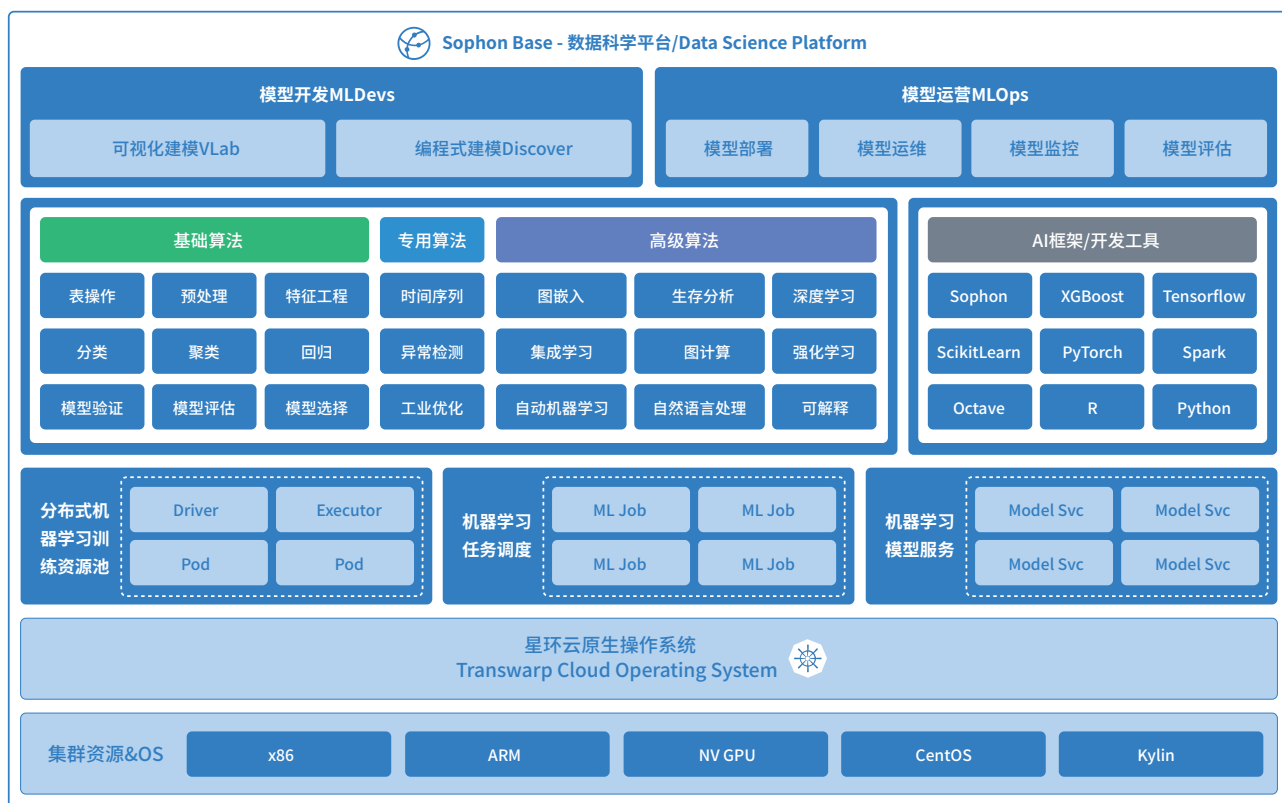 Sophon Base - 数据科学平台/Data Science Platform
模型开发MLDevs
可视化建模VLab
编程式建模Discover
模型运营MLOps
模型部署
模型运维
模型监控
模型评估
基础算法
专用算法
高级算法
表操作
预处理
特征工程
时间序列
图嵌入
生存分析
深度学习
分类
聚类
回归
异常检测
集成学习
图计算
强化学习
模型验证
模型评估
模型选择
工业优化
自动机器学习
自然语言处理
可解释
AI框架/开发工具
Sophon
XGBoost
Tensorflow
ScikitLearn
PyTorch
Spark
Octave
R
Python
分布式机
器学习训
练资源池
Driver
Executor
Pod
Pod
机器学习
任务调度
ML Job
ML Job
ML Job
ML Job
机器学习
模型服务
Model Svc
Model Svc
Model Svc
Model Svc
星环云原生操作系统
Transwarp Cloud Operating System
集群资源&OS
x86
ARM
NV GPU
CentOS
Kylin